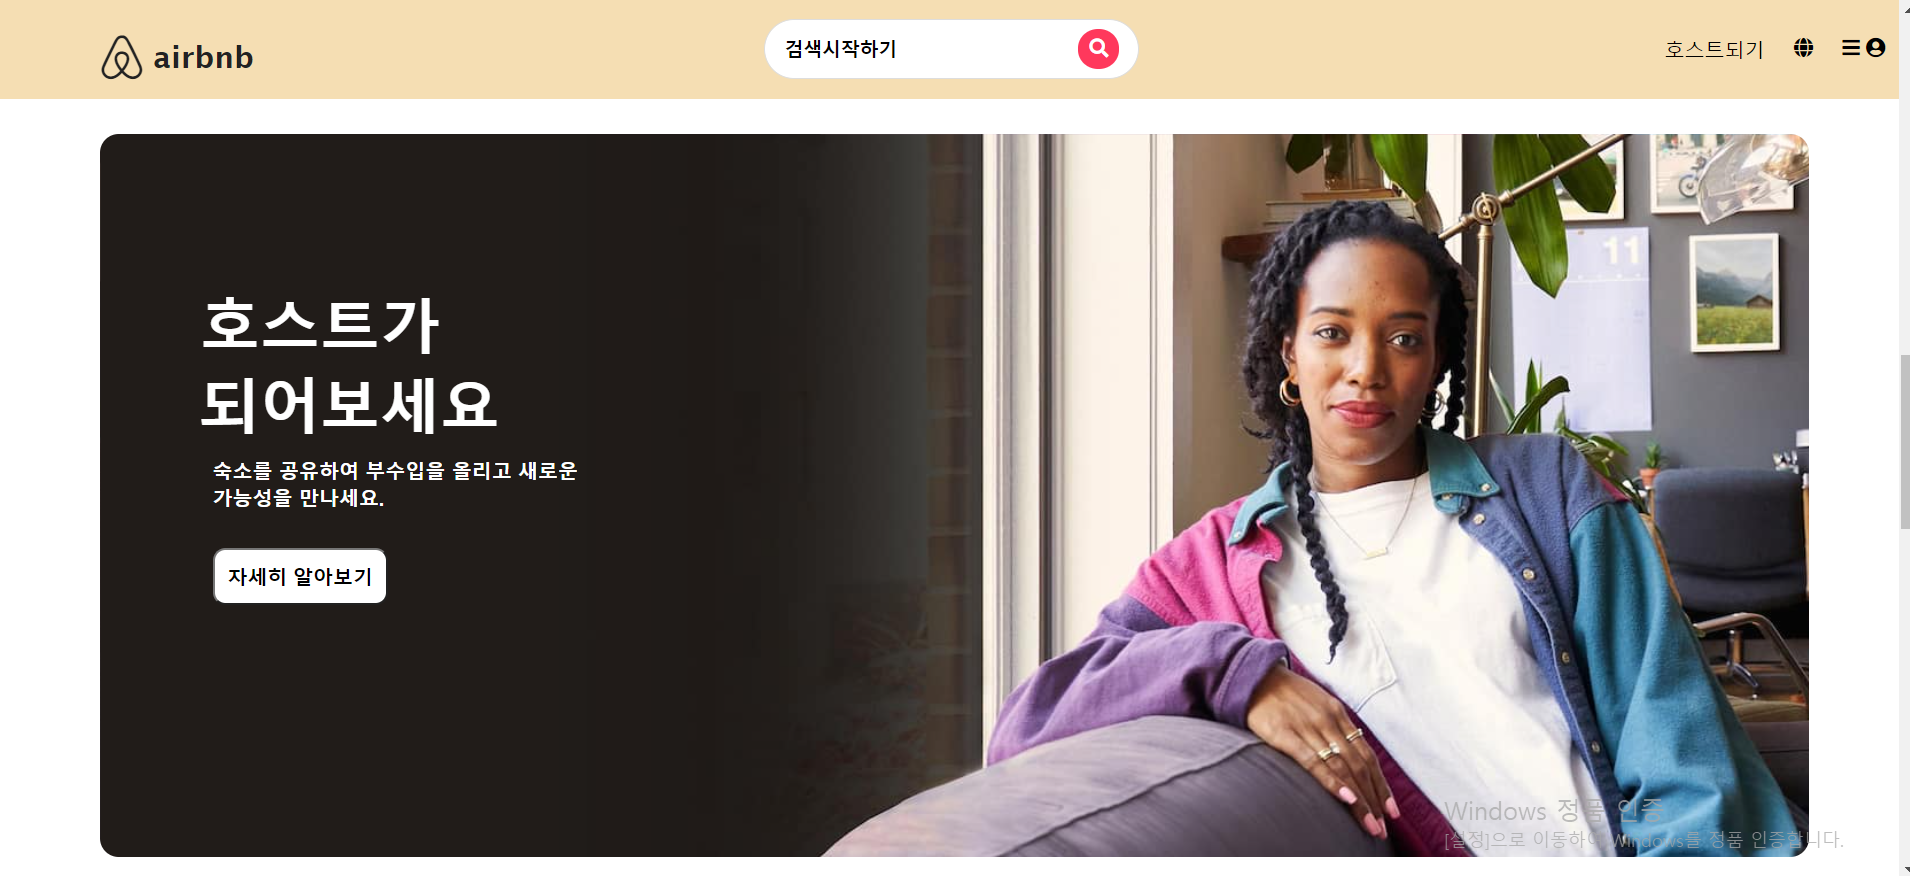 airbnb
검색시작하기
호스트되기
11
호스트가
되어보세요
숙소를 공유하여 부수입을 올리고 새로운
가능성을 만나세요.
자세히 알아보기
Windows 정품 인증
[설정]으로 이동하여 Windows를 정품 인증합니다.